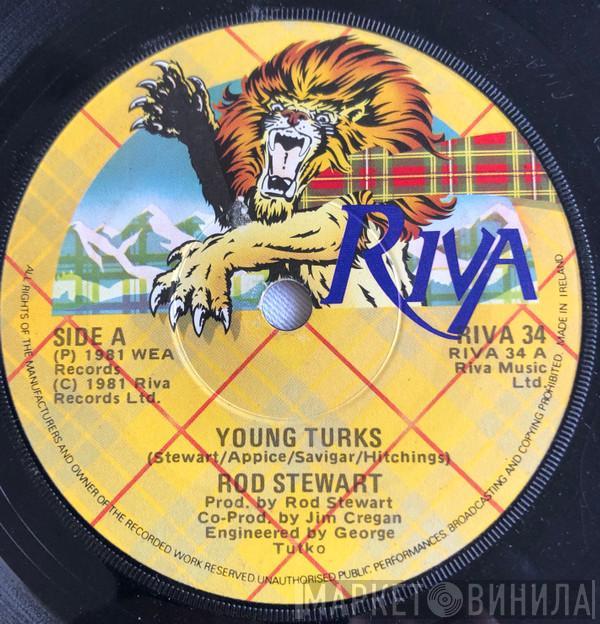 RIVA
SIDE A
(P) 1981 WEA
Records
(C) 1981 Riva
Records Ltd.
RIVA 34
RIVA 34 A
Riva Music
Ltd.
YOUNG TURKS
(Stewart/Appice/Savigar/Hitchings)
ROD STEWART
Prod. by Rod Stewart
Co-Prod. by Jim Cregan
Engineered by George
Tutko
ALL RIGHTS OF THE MANUFACTURERS AND OWNER OF THE RECORDED WORK RESERVED. UNAUTHORISED PUBLIC PERFORMANCES, BROADCASTING AND COPYING PROHIBITED. MADE IN IRELAND
МАРКЕТ ВИНИЛА